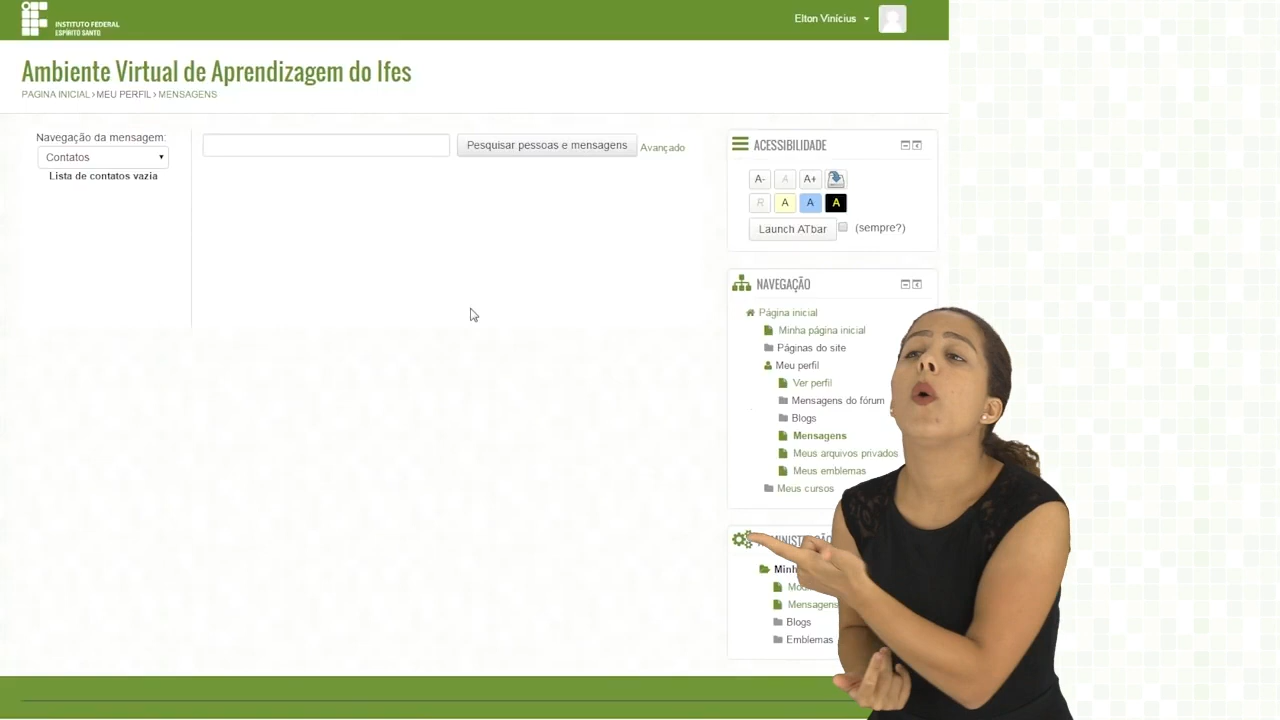 INSTITUTO FEDERAL
ESPÍRITO SANTO
Elton Vinícius
Ambiente Virtual de Aprendizagem do Ifes
PÁGINA INICIAL › MEU PERFIL › MENSAGENS
Navegação da mensagem:
Contatos
Lista de contatos vazia
Pesquisar pessoas e mensagens
Avançado
ACESSIBILIDADE
A- A A+
R A A A
Launch ATbar (sempre?)
NAVEGAÇÃO
Página inicial
Minha página inicial
Páginas do site
Meu perfil
Ver perfil
Mensagens do fórum
Blogs
Mensagens
Meus arquivos privados
Meus emblemas
Meus cursos
Mensagens
Blogs
Emblemas